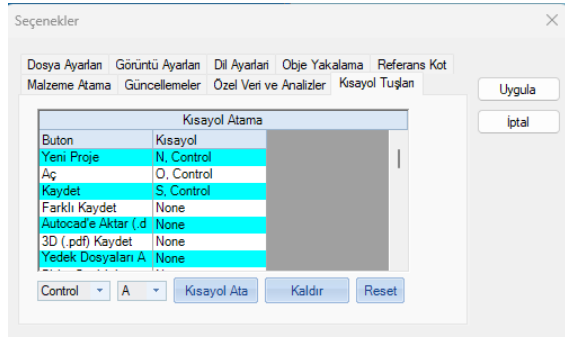 Seçenekler
Dosya Ayarları Görüntü Ayarları Dil Ayarlari Obje Yakalama Referans Kot
Malzeme Atama Güncellemeler Özel Veri ve Analizler Kısayol Tuşları
Uygula
İptal
Kısayol Atama
Buton Kısayol
Yeni Proje N, Control
Aç O, Control
Kaydet S, Control
Farklı Kaydet None
Autocad'e Aktar (.d None
3D (.pdf) Kaydet None
Yedek Dosyaları A None
Control A Kısayol Ata Kaldır Reset